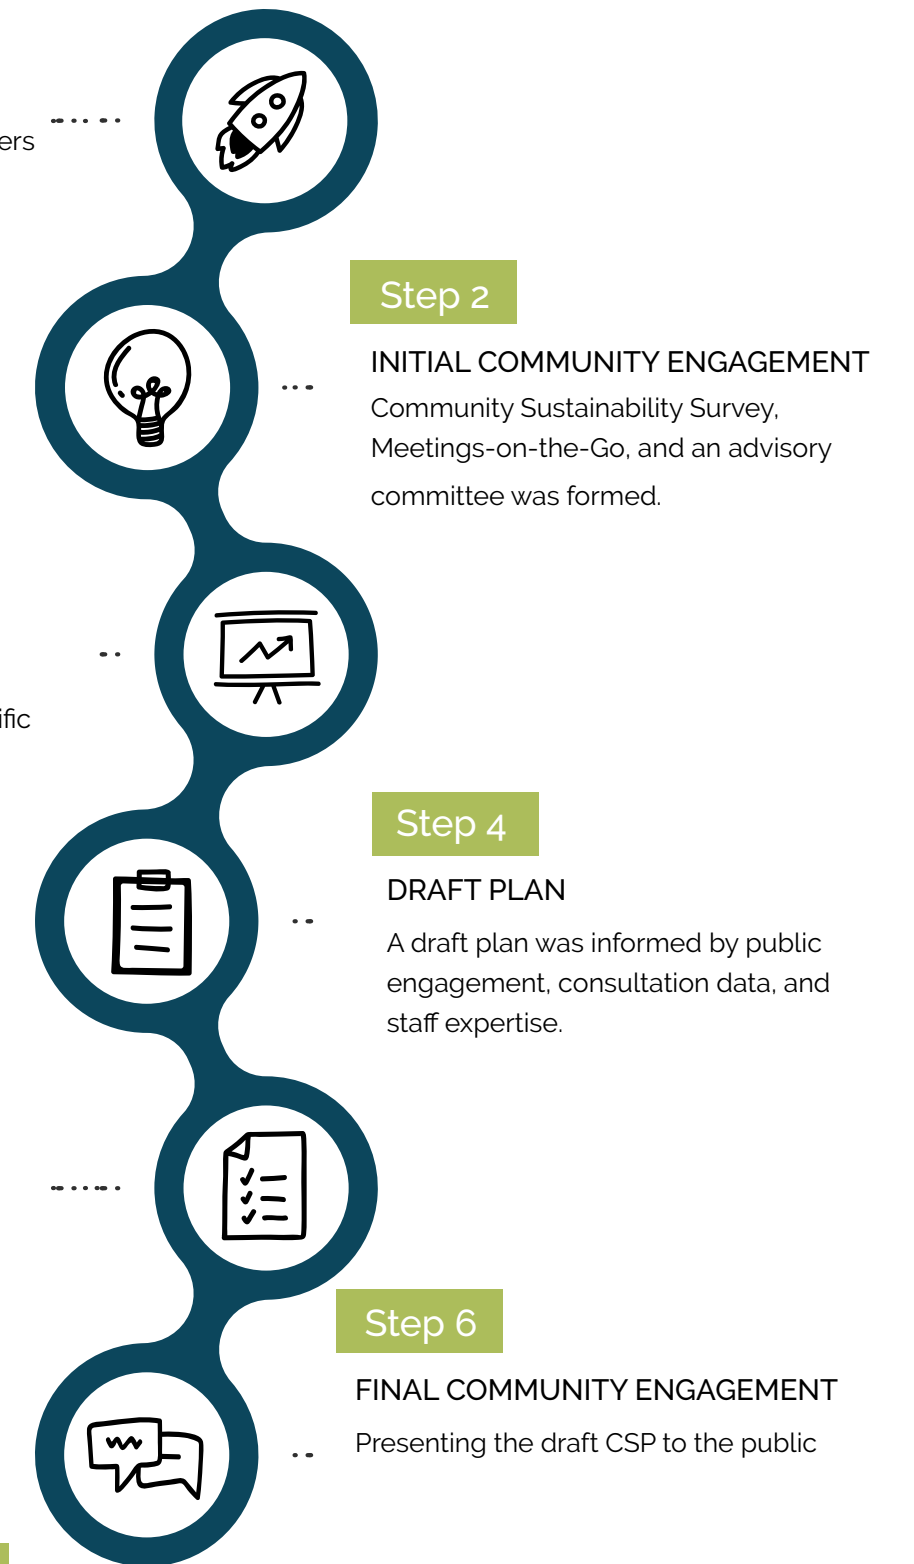 ers
Step 2
INITIAL COMMUNITY ENGAGEMENT
Community Sustainability Survey,
Meetings-on-the-Go, and an advisory
committee was formed.
ific
Step 4
DRAFT PLAN
A draft plan was informed by public
engagement, consultation data, and
staff expertise.
Step 6
FINAL COMMUNITY ENGAGEMENT
Presenting the draft CSP to the public